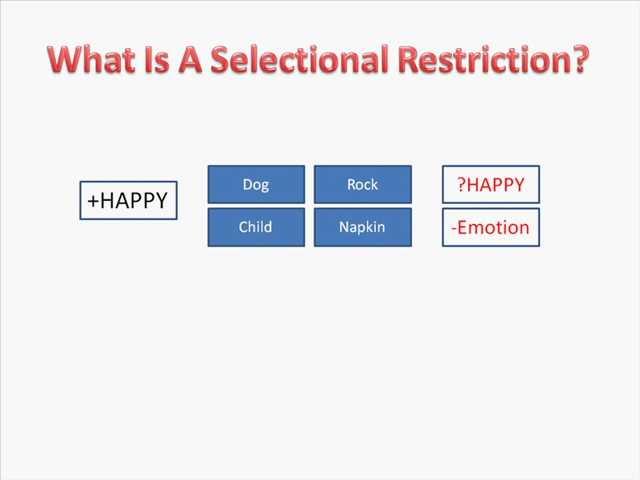 What Is A Selectional Restriction?
+HAPPY
Dog
Rock
?HAPPY
Child
Napkin
-Emotion